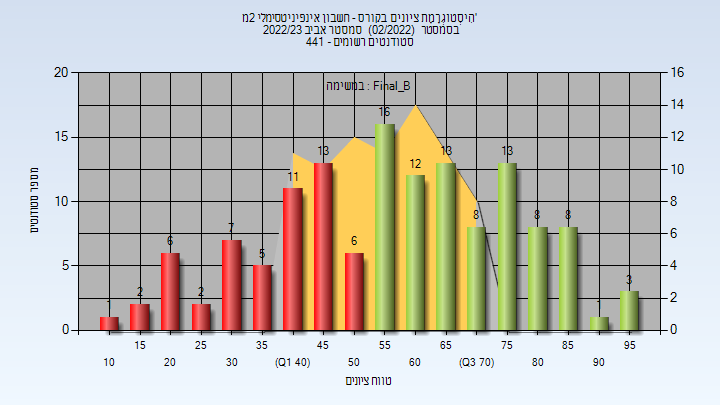 היסטוגרמת ציונים בקורס - חשבון אינפיניטסימלי 2מ'
בסמסטר (02/2022) סמסטר אביב 2022/23
סטודנטים רשומים - 441
במשימה : Final_B
מספר סטודנטים
20
15
10
5
0
16
14
12
10
8
6
4
2
0
1 2 6 2 7 5 11 13 6 16 12 13 8 13 8 8 1 3
15 25 35 45 55 65 75 85 95
10 20 30 (Q1 40) 50 60 (Q3 70) 80 90
טווח ציונים